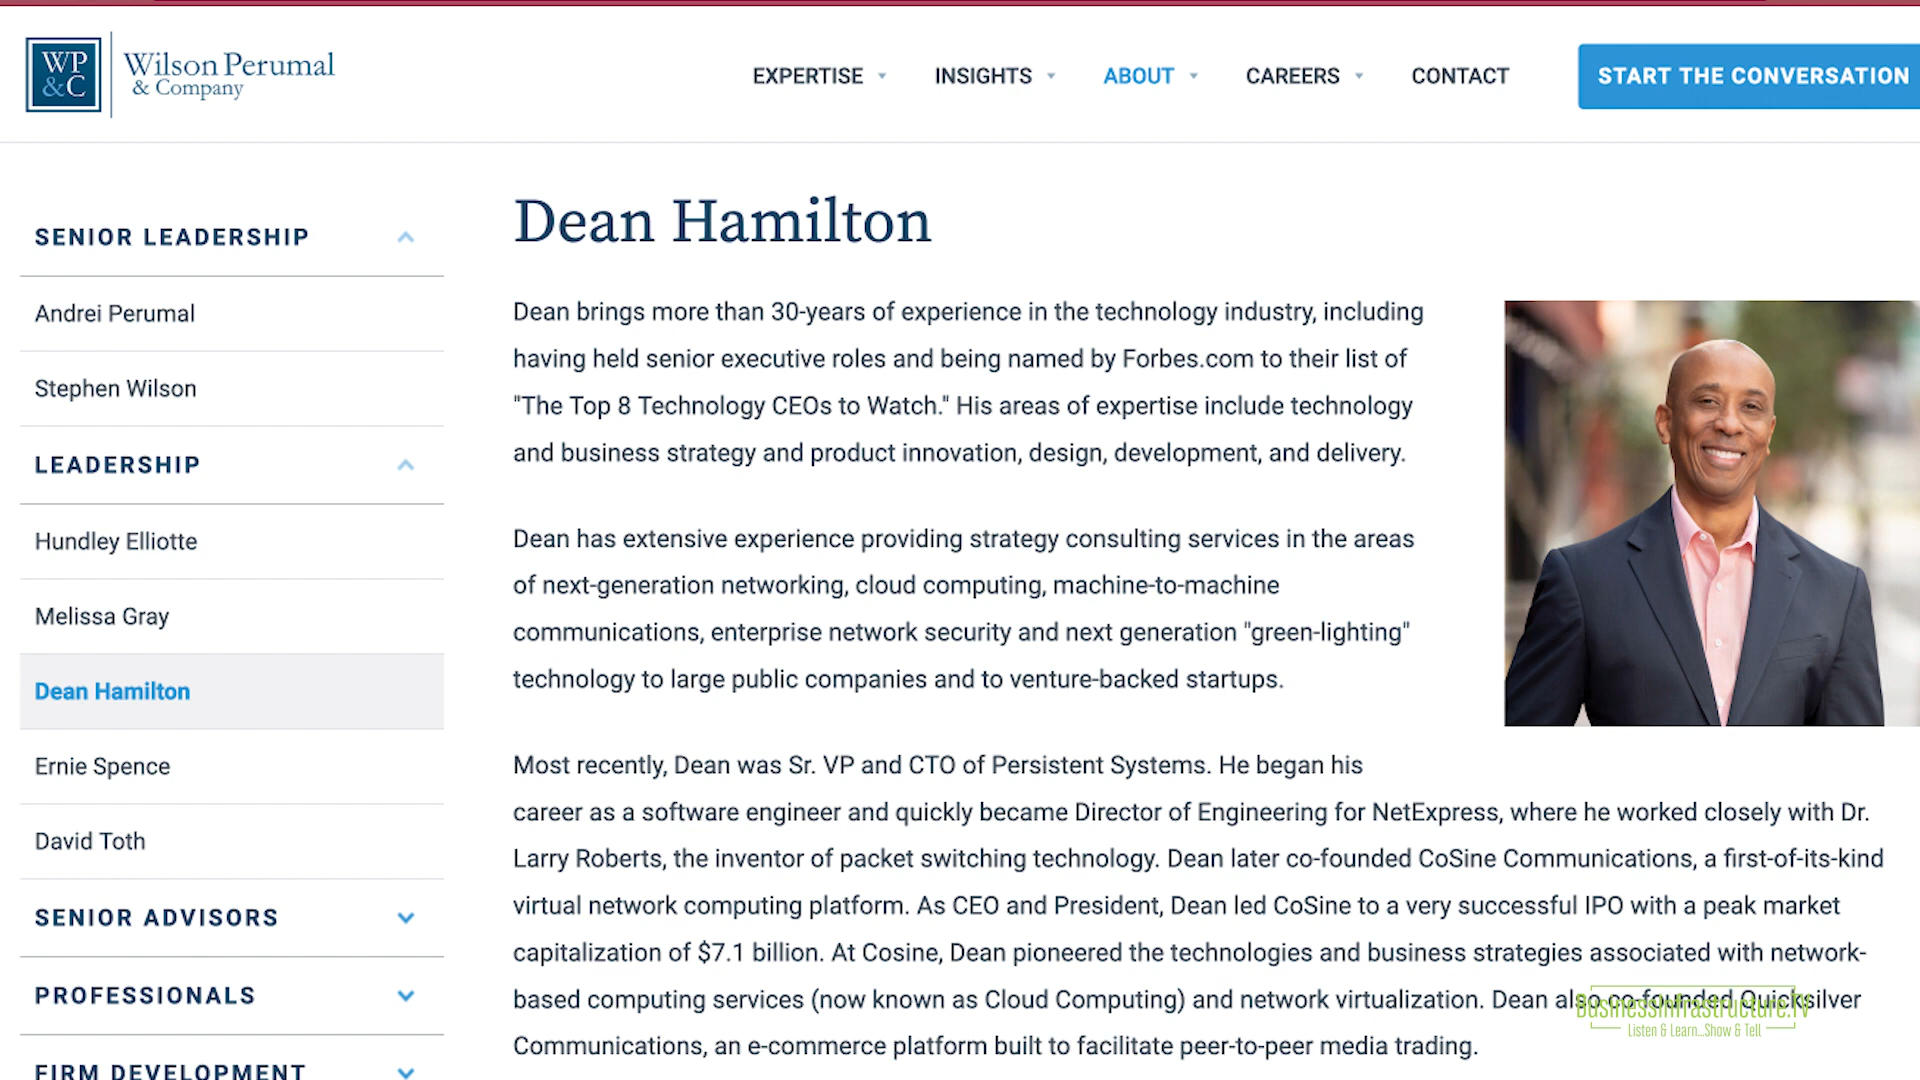 WP
&C
Wilson Perumal
& Company
EXPERTISE
INSIGHTS
ABOUT
CAREERS
CONTACT
START THE CONVERSATION
SENIOR LEADERSHIP
Andrei Perumal
Stephen Wilson
LEADERSHIP
Hundley Elliotte
Melissa Gray
Dean Hamilton
Ernie Spence
David Toth
SENIOR ADVISORS
PROFESSIONALS
FIRM DEVELOPMENT
Dean Hamilton
Dean brings more than 30-years of experience in the technology industry, including
having held senior executive roles and being named by Forbes.com to their list of
"The Top 8 Technology CEOs to Watch." His areas of expertise include technology
and business strategy and product innovation, design, development, and delivery.
Dean has extensive experience providing strategy consulting services in the areas
of next-generation networking, cloud computing, machine-to-machine
communications, enterprise network security and next generation "green-lighting"
technology to large public companies and to venture-backed startups.
Most recently, Dean was Sr. VP and CTO of Persistent Systems. He began his
career as a software engineer and quickly became Director of Engineering for NetExpress, where he worked closely with Dr.
Larry Roberts, the inventor of packet switching technology. Dean later co-founded CoSine Communications, a first-of-its-kind
virtual network computing platform. As CEO and President, Dean led CoSine to a very successful IPO with a peak market
capitalization of $7.1 billion. At Cosine, Dean pioneered the technologies and business strategies associated with network-
based computing services (now known as Cloud Computing) and network virtualization. Dean also co-founded Quicksilver
Communications, an e-commerce platform built to facilitate peer-to-peer media trading.
BusinessInfrastructure.TV
Listen & Learn...Show & Tell